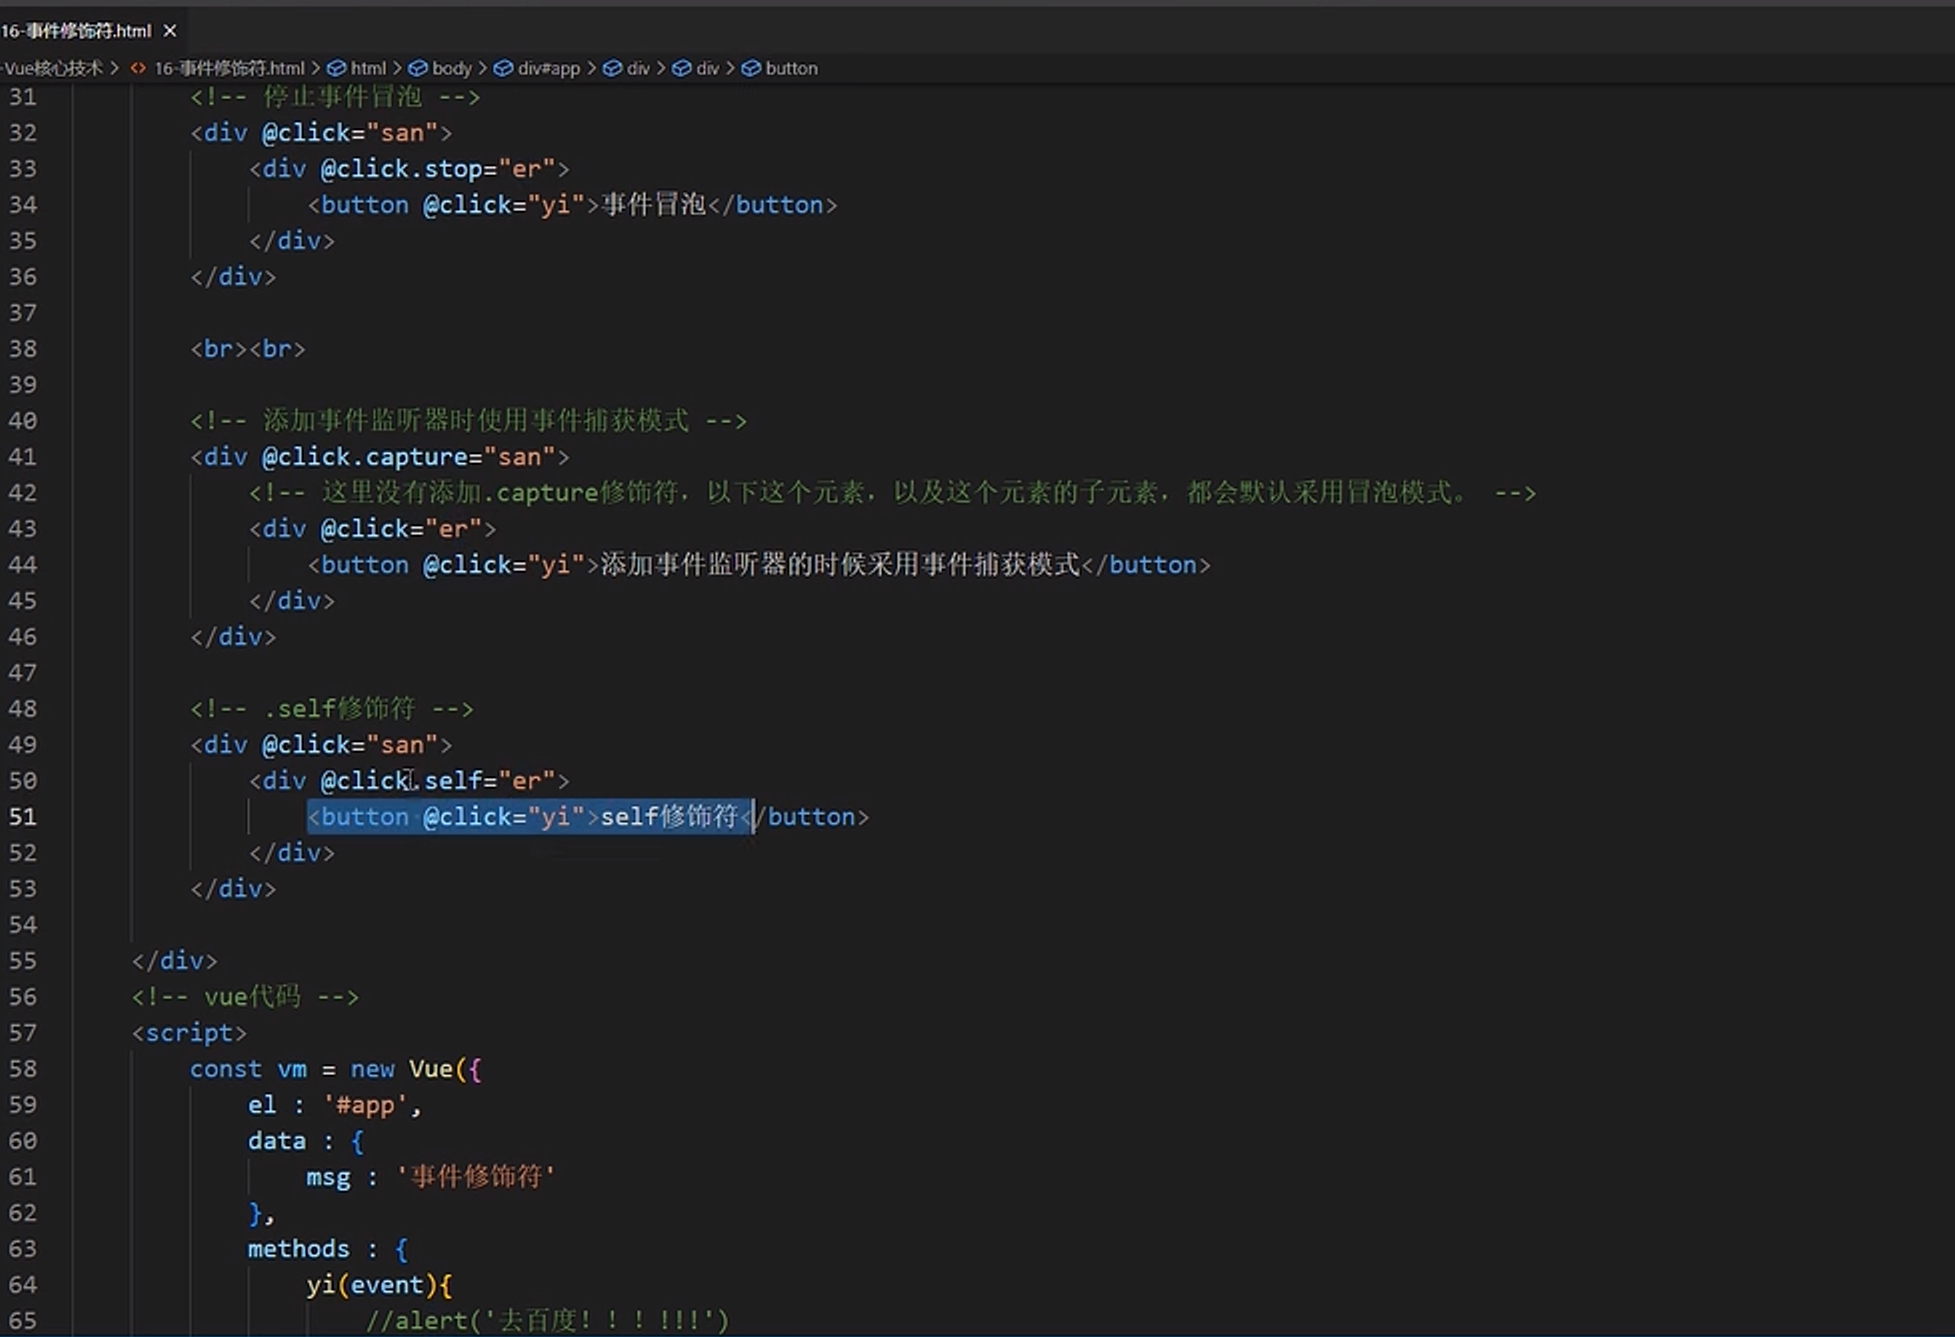 16-事件修饰符.html ×
-Vue核心技术 > <> 16-事件修饰符.html > html > body > div#app > div > div > button
31 <!-- 停止事件冒泡 -->
32 <div @click="san">
33 <div @click.stop="er">
34 <button @click="yi">事件冒泡</button>
35 </div>
36 </div>
37
38 <br><br>
39
40 <!-- 添加事件监听器时使用事件捕获模式 -->
41 <div @click.capture="san">
42 <!-- 这里没有添加.capture修饰符，以下这个元素，以及这个元素的子元素，都会默认采用冒泡模式。 -->
43 <div @click="er">
44 <button @click="yi">添加事件监听器的时候采用事件捕获模式</button>
45 </div>
46 </div>
47
48 <!-- .self修饰符 -->
49 <div @click="san">
50 <div @click.self="er">
51 <button @click="yi">self修饰符</button>
52 </div>
53 </div>
54
55 </div>
56 <!-- vue代码 -->
57 <script>
58 const vm = new Vue({
59 el : '#app',
60 data : {
61 msg : '事件修饰符'
62 },
63 methods : {
64 yi(event){
65 //alert('去百度！！！!!!')